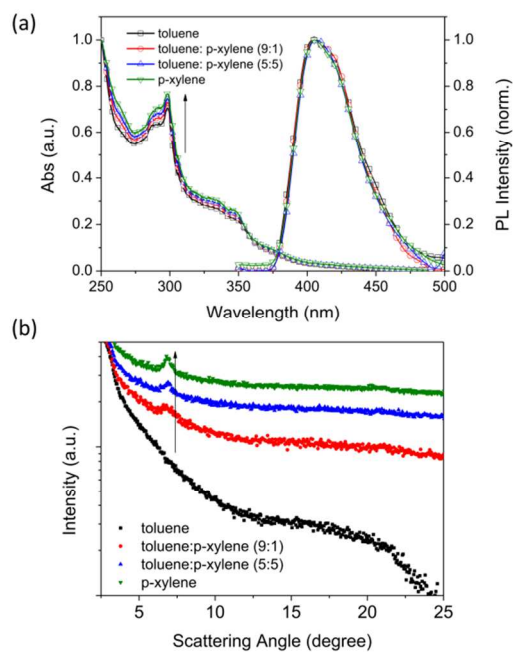 (a)
toluene
toluene: p-xylene (9:1)
toluene: p-xylene (5:5)
p-xylene
1.0
0.8
0.6
0.4
0.2
0.0
Abs (a.u.)
1.0
0.8
0.6
0.4
0.2
0.0
PL Intensity (norm.)
250 300 350 400 450 500
Wavelength (nm)
(b)
Intensity (a.u.)
toluene
toluene:p-xylene (9:1)
toluene:p-xylene (5:5)
p-xylene
5 10 15 20 25
Scattering Angle (degree)